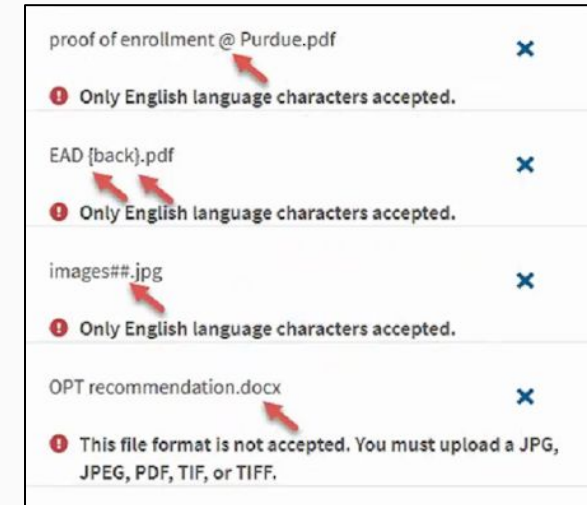 proof of enrollment @ Purdue.pdf
Only English language characters accepted.
EAD {back}.pdf
Only English language characters accepted.
images##.jpg
Only English language characters accepted.
OPT recommendation.docx
This file format is not accepted. You must upload a JPG,
JPEG, PDF, TIF, or TIFF.